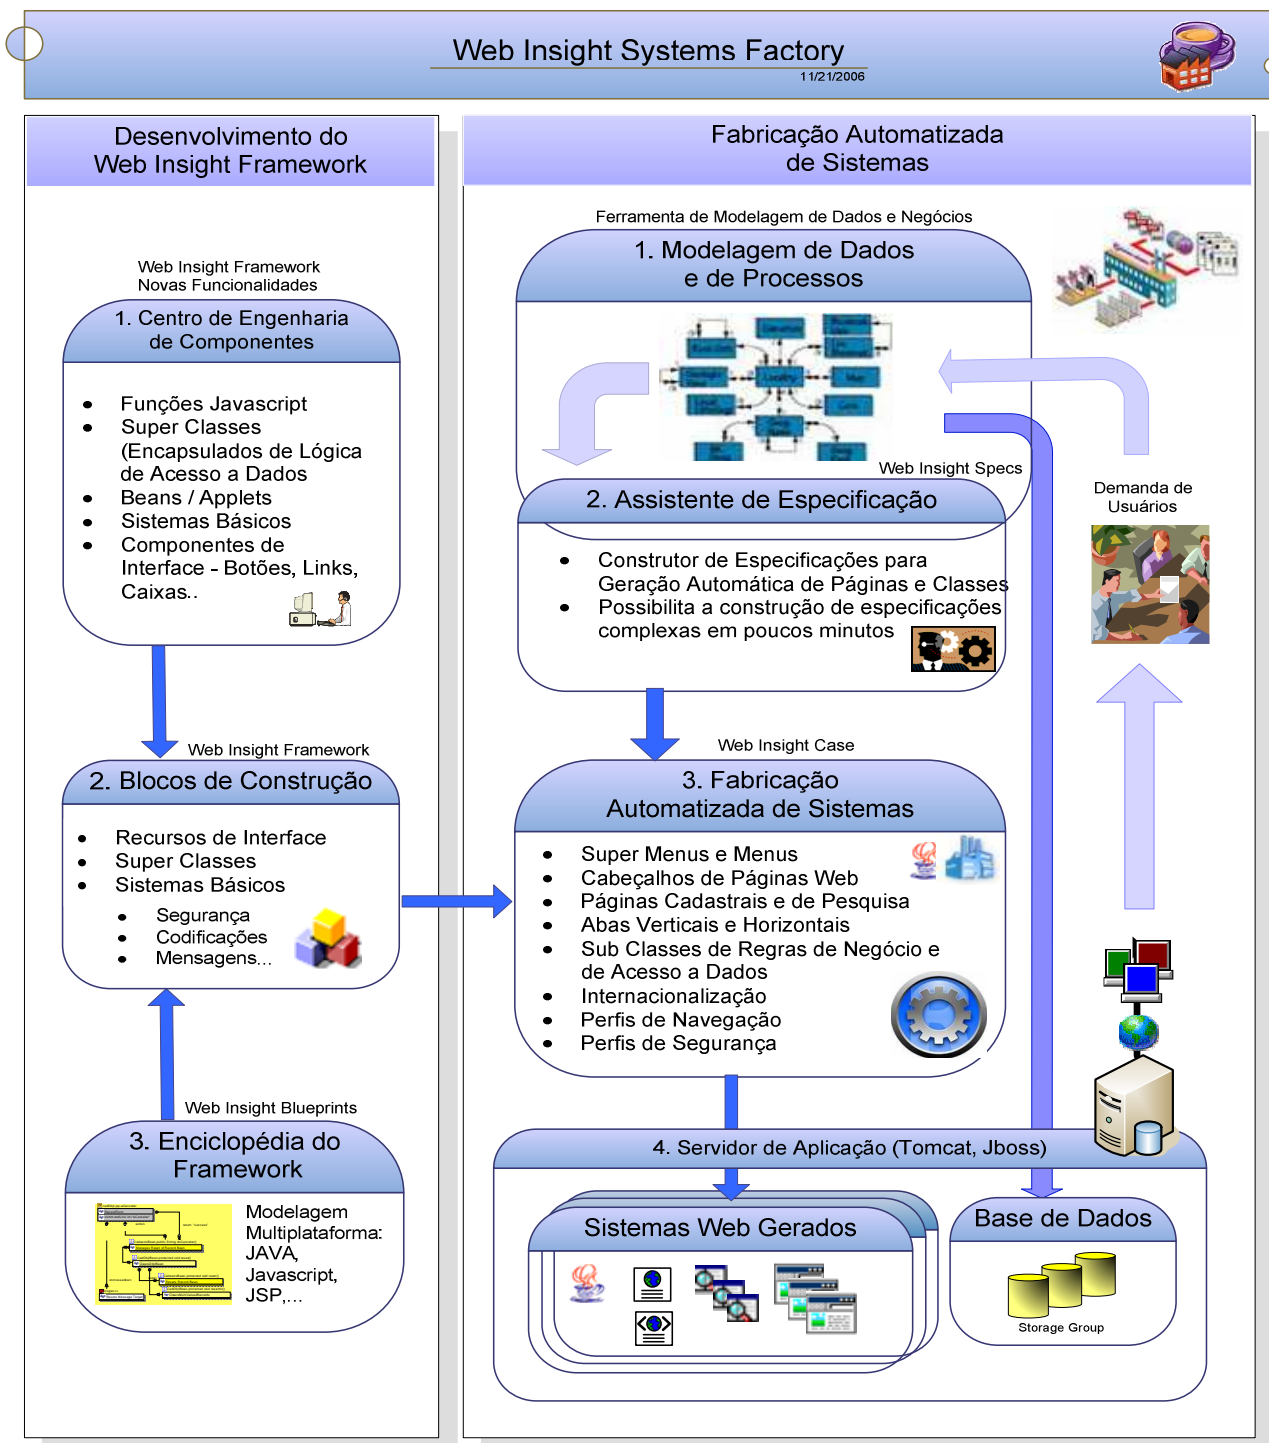 Web Insight Systems Factory
11/21/2006
Desenvolvimento do
Web Insight Framework
Web Insight Framework
Novas Funcionalidades
1. Centro de Engenharia
de Componentes
Funções Javascript
Super Classes
(Encapsulados de Lógica
de Acesso a Dados
Beans / Applets
Sistemas Básicos
Componentes de
Interface - Botões, Links,
Caixas..
Web Insight Framework
2. Blocos de Construção
Recursos de Interface
Super Classes
Sistemas Básicos
Segurança
Codificações
Mensagens...
Web Insight Blueprints
3. Enciclopédia do
Framework
Modelagem
Multiplataforma:
JAVA,
Javascript,
JSP,...
Fabricação Automatizada
de Sistemas
Ferramenta de Modelagem de Dados e Negócios
1. Modelagem de Dados
e de Processos
Web Insight Specs
2. Assistente de Especificação
Construtor de Especificações para
Geração Automática de Páginas e Classes
Possibilita a construção de especificações
complexas em poucos minutos
Demanda de
Usuários
Web Insight Case
3. Fabricação
Automatizada de Sistemas
Super Menus e Menus
Cabeçalhos de Páginas Web
Páginas Cadastrais e de Pesquisa
Abas Verticais e Horizontais
Sub Classes de Regras de Negócio e
de Acesso a Dados
Internacionalização
Perfis de Navegação
Perfis de Segurança
4. Servidor de Aplicação (Tomcat, Jboss)
Sistemas Web Gerados
Base de Dados
Storage Group